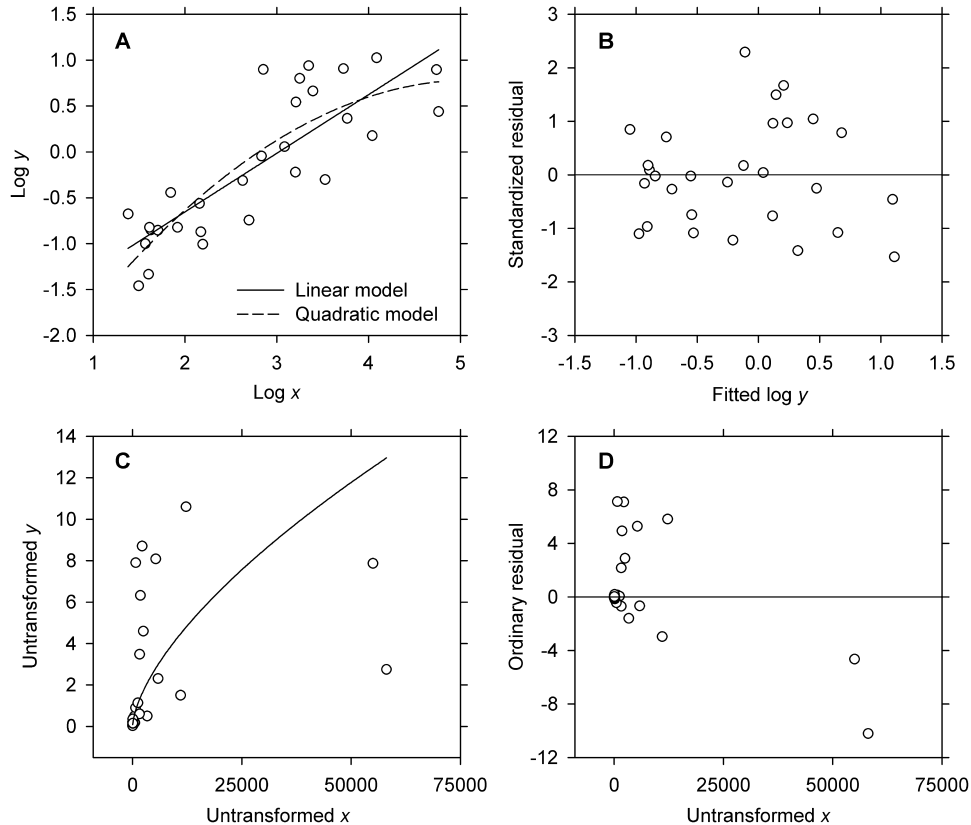 A
1.0
0.5
0.0
-0.5
-1.0
-1.5
-2.0
Log y
Linear model
Quadratic model
1 2 3 4 5
Log x
B
3
2
1
0
-1
-2
-3
Standardized residual
-1.5 -1.0 -0.5 0.0 0.5 1.0 1.5
Fitted log y
C
14
12
10
8
6
4
2
0
Untransformed y
0 25000 50000 75000
Untransformed x
D
12
8
4
0
-4
-8
-12
Ordinary residual
0 25000 50000 75000
Untransformed x